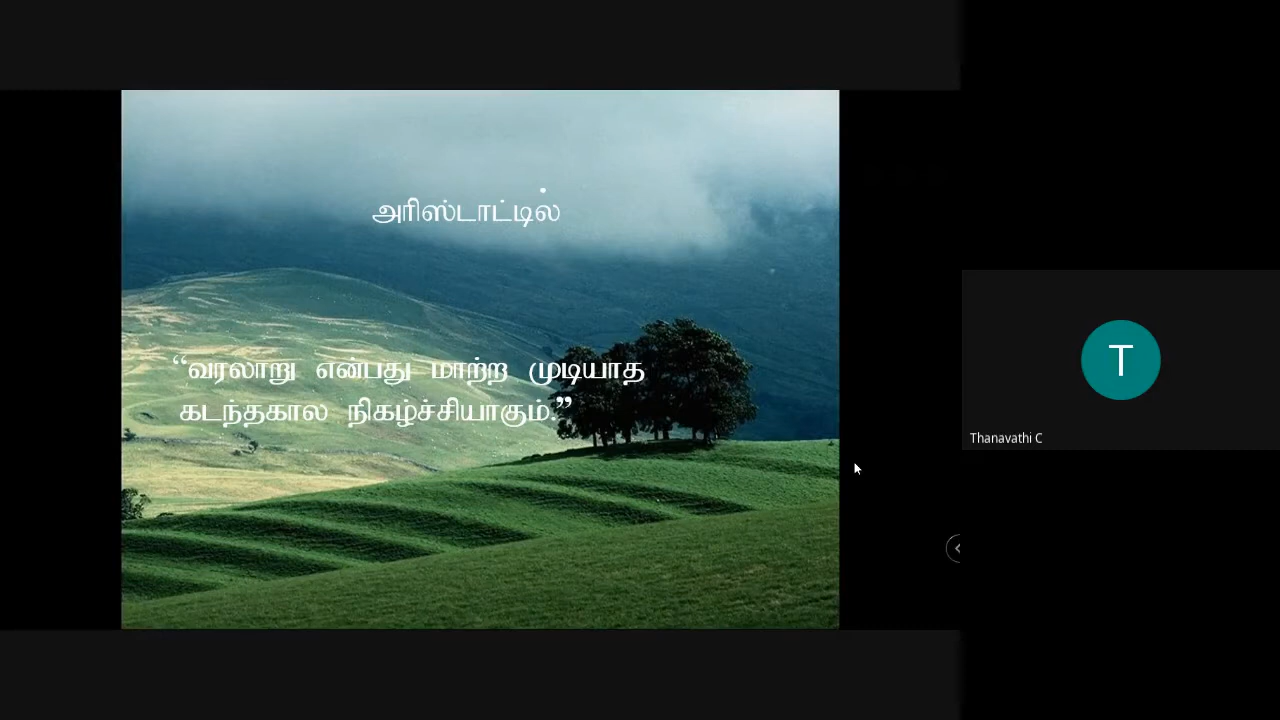 அரிஸ்டாட்டில்
“வரலாறு என்பது மாற்ற முடியாத
கடந்தகால நிகழ்ச்சியாகும்.”
T
Thanavathi C